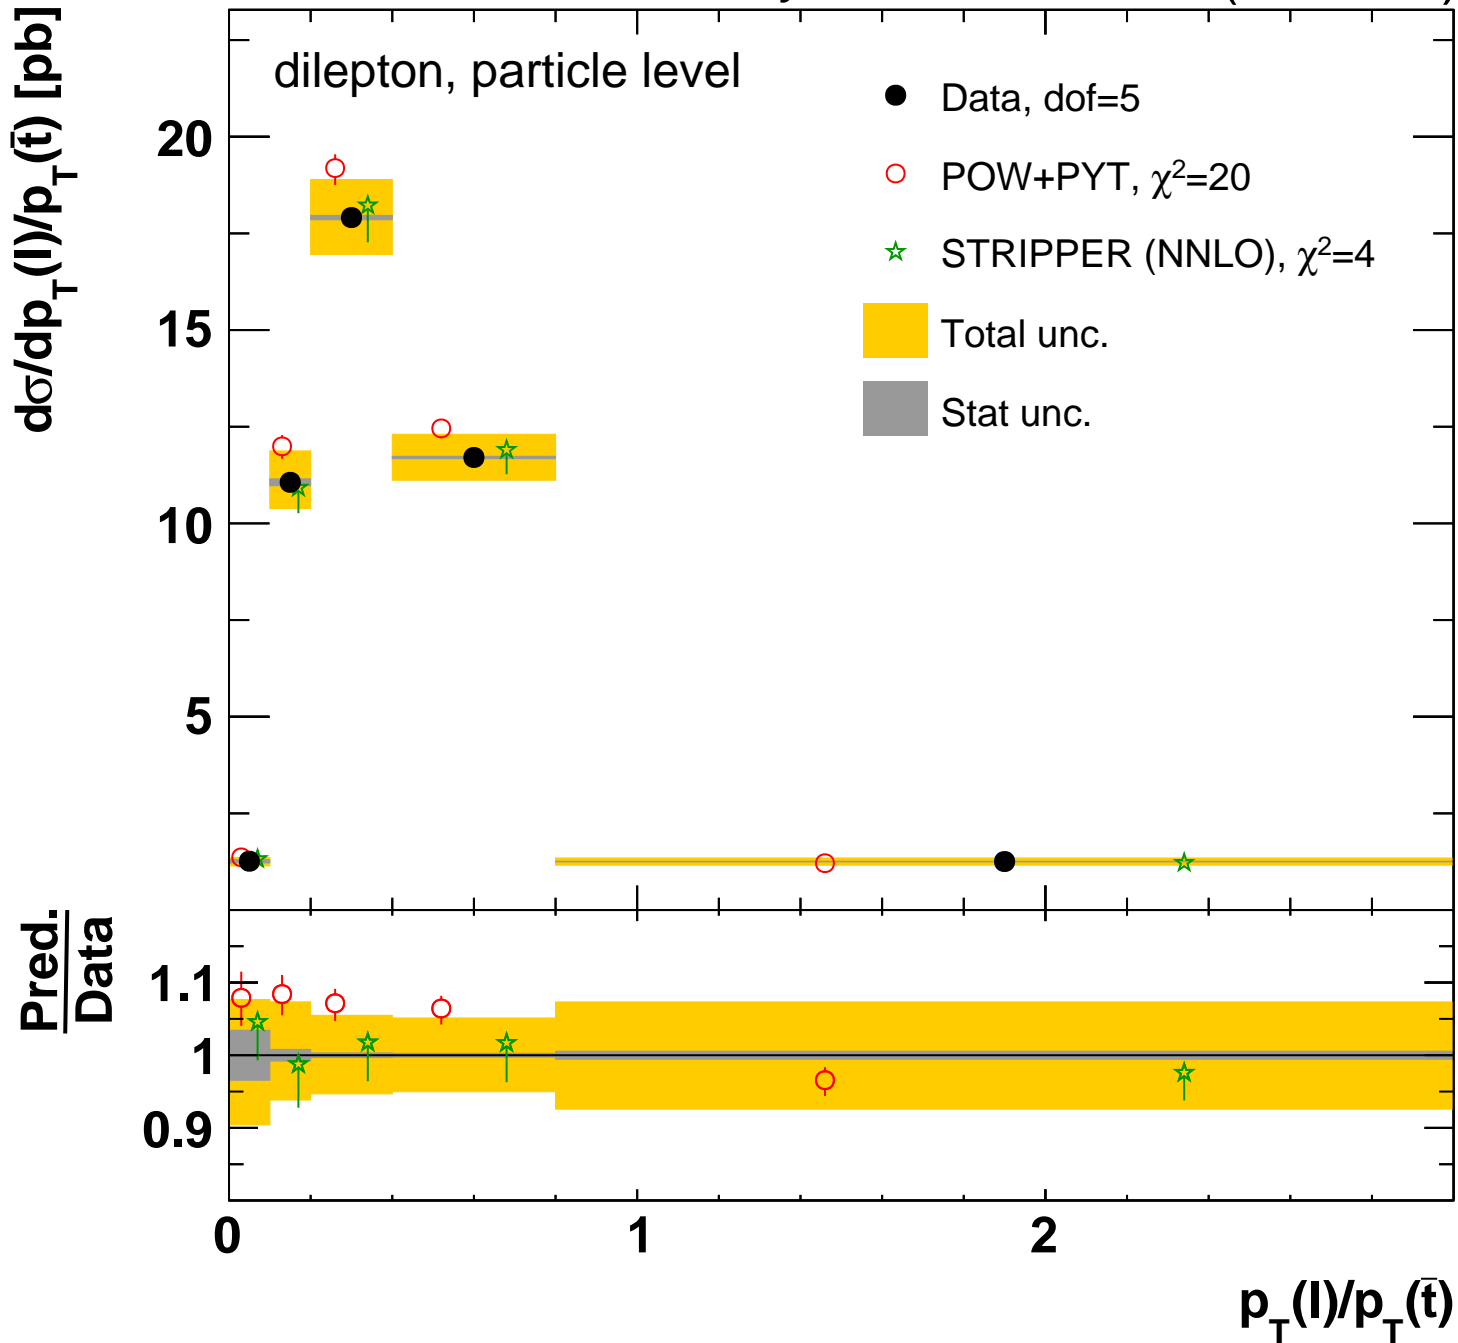 dσ/dp_T(l)/p_T(t̄) [pb]
dilepton, particle level
Data, dof=5
POW+PYT, χ²=20
STRIPPER (NNLO), χ²=4
Total unc.
Stat unc.
20
15
10
5
Pred.
Data
1.1
1
0.9
0 1 2
p_T(l)/p_T(t̄)